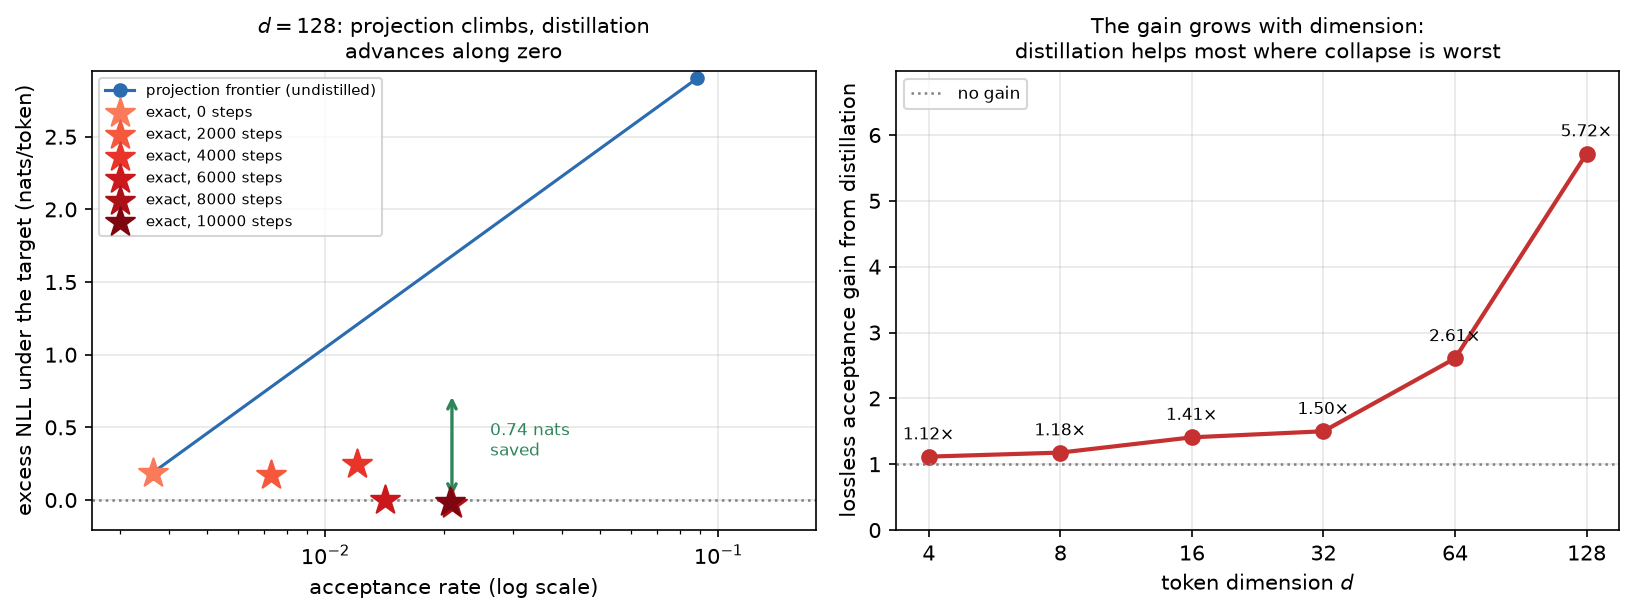 d = 128: projection climbs, distillation
advances along zero
excess NLL under the target (nats/token)
2.5
2.0
1.5
1.0
0.5
0.0
projection frontier (undistilled)
exact, 0 steps
exact, 2000 steps
exact, 4000 steps
exact, 6000 steps
exact, 8000 steps
exact, 10000 steps
0.74 nats
saved
10⁻²
10⁻¹
acceptance rate (log scale)
The gain grows with dimension:
distillation helps most where collapse is worst
lossless acceptance gain from distillation
6
5
4
3
2
1
0
no gain
1.12×
1.18×
1.41×
1.50×
2.61×
5.72×
4
8
16
32
64
128
token dimension d